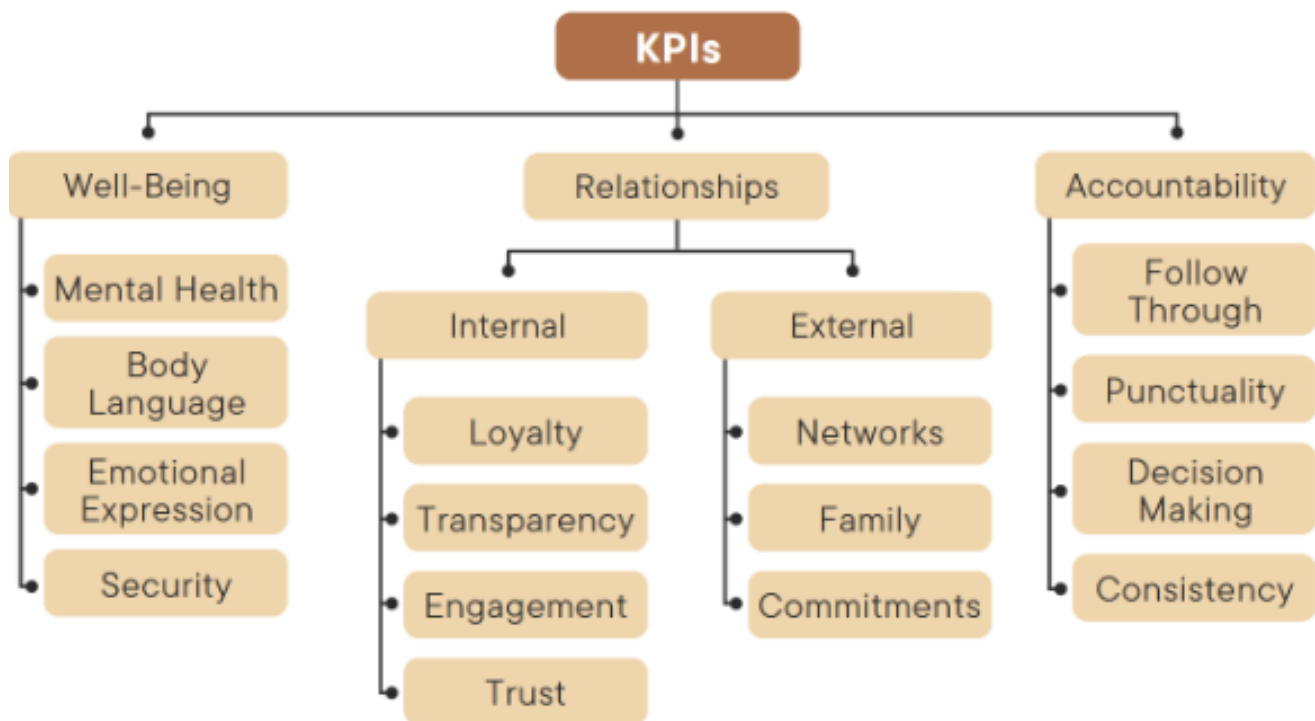 KPIs
Well-Being
Mental Health
Body
Language
Emotional
Expression
Security
Relationships
Internal
Loyalty
Transparency
Engagement
Trust
External
Networks
Family
Commitments
Accountability
Follow
Through
Punctuality
Decision
Making
Consistency